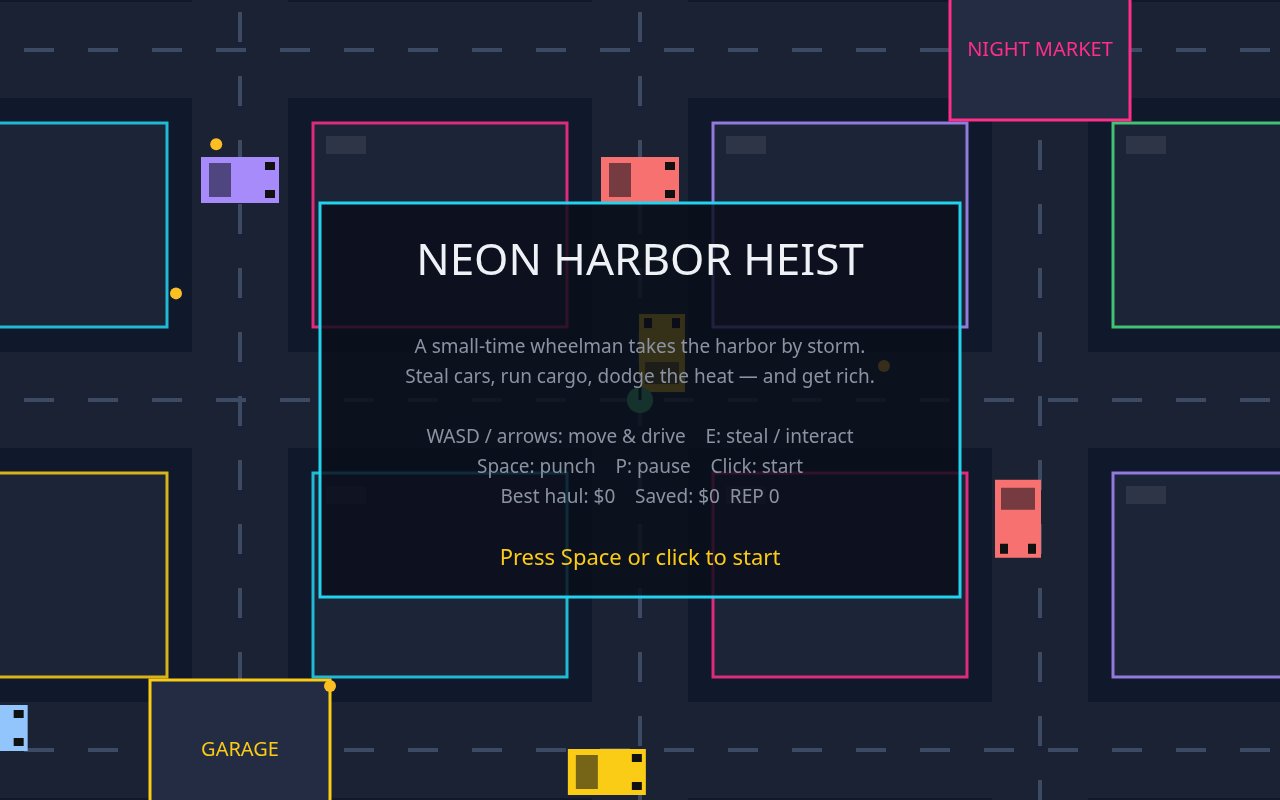 NIGHT MARKET
NEON HARBOR HEIST
A small-time wheelman takes the harbor by storm.
Steal cars, run cargo, dodge the heat — and get rich.
WASD / arrows: move & drive    E: steal / interact
Space: punch    P: pause    Click: start
Best haul: $0    Saved: $0  REP 0
Press Space or click to start
GARAGE